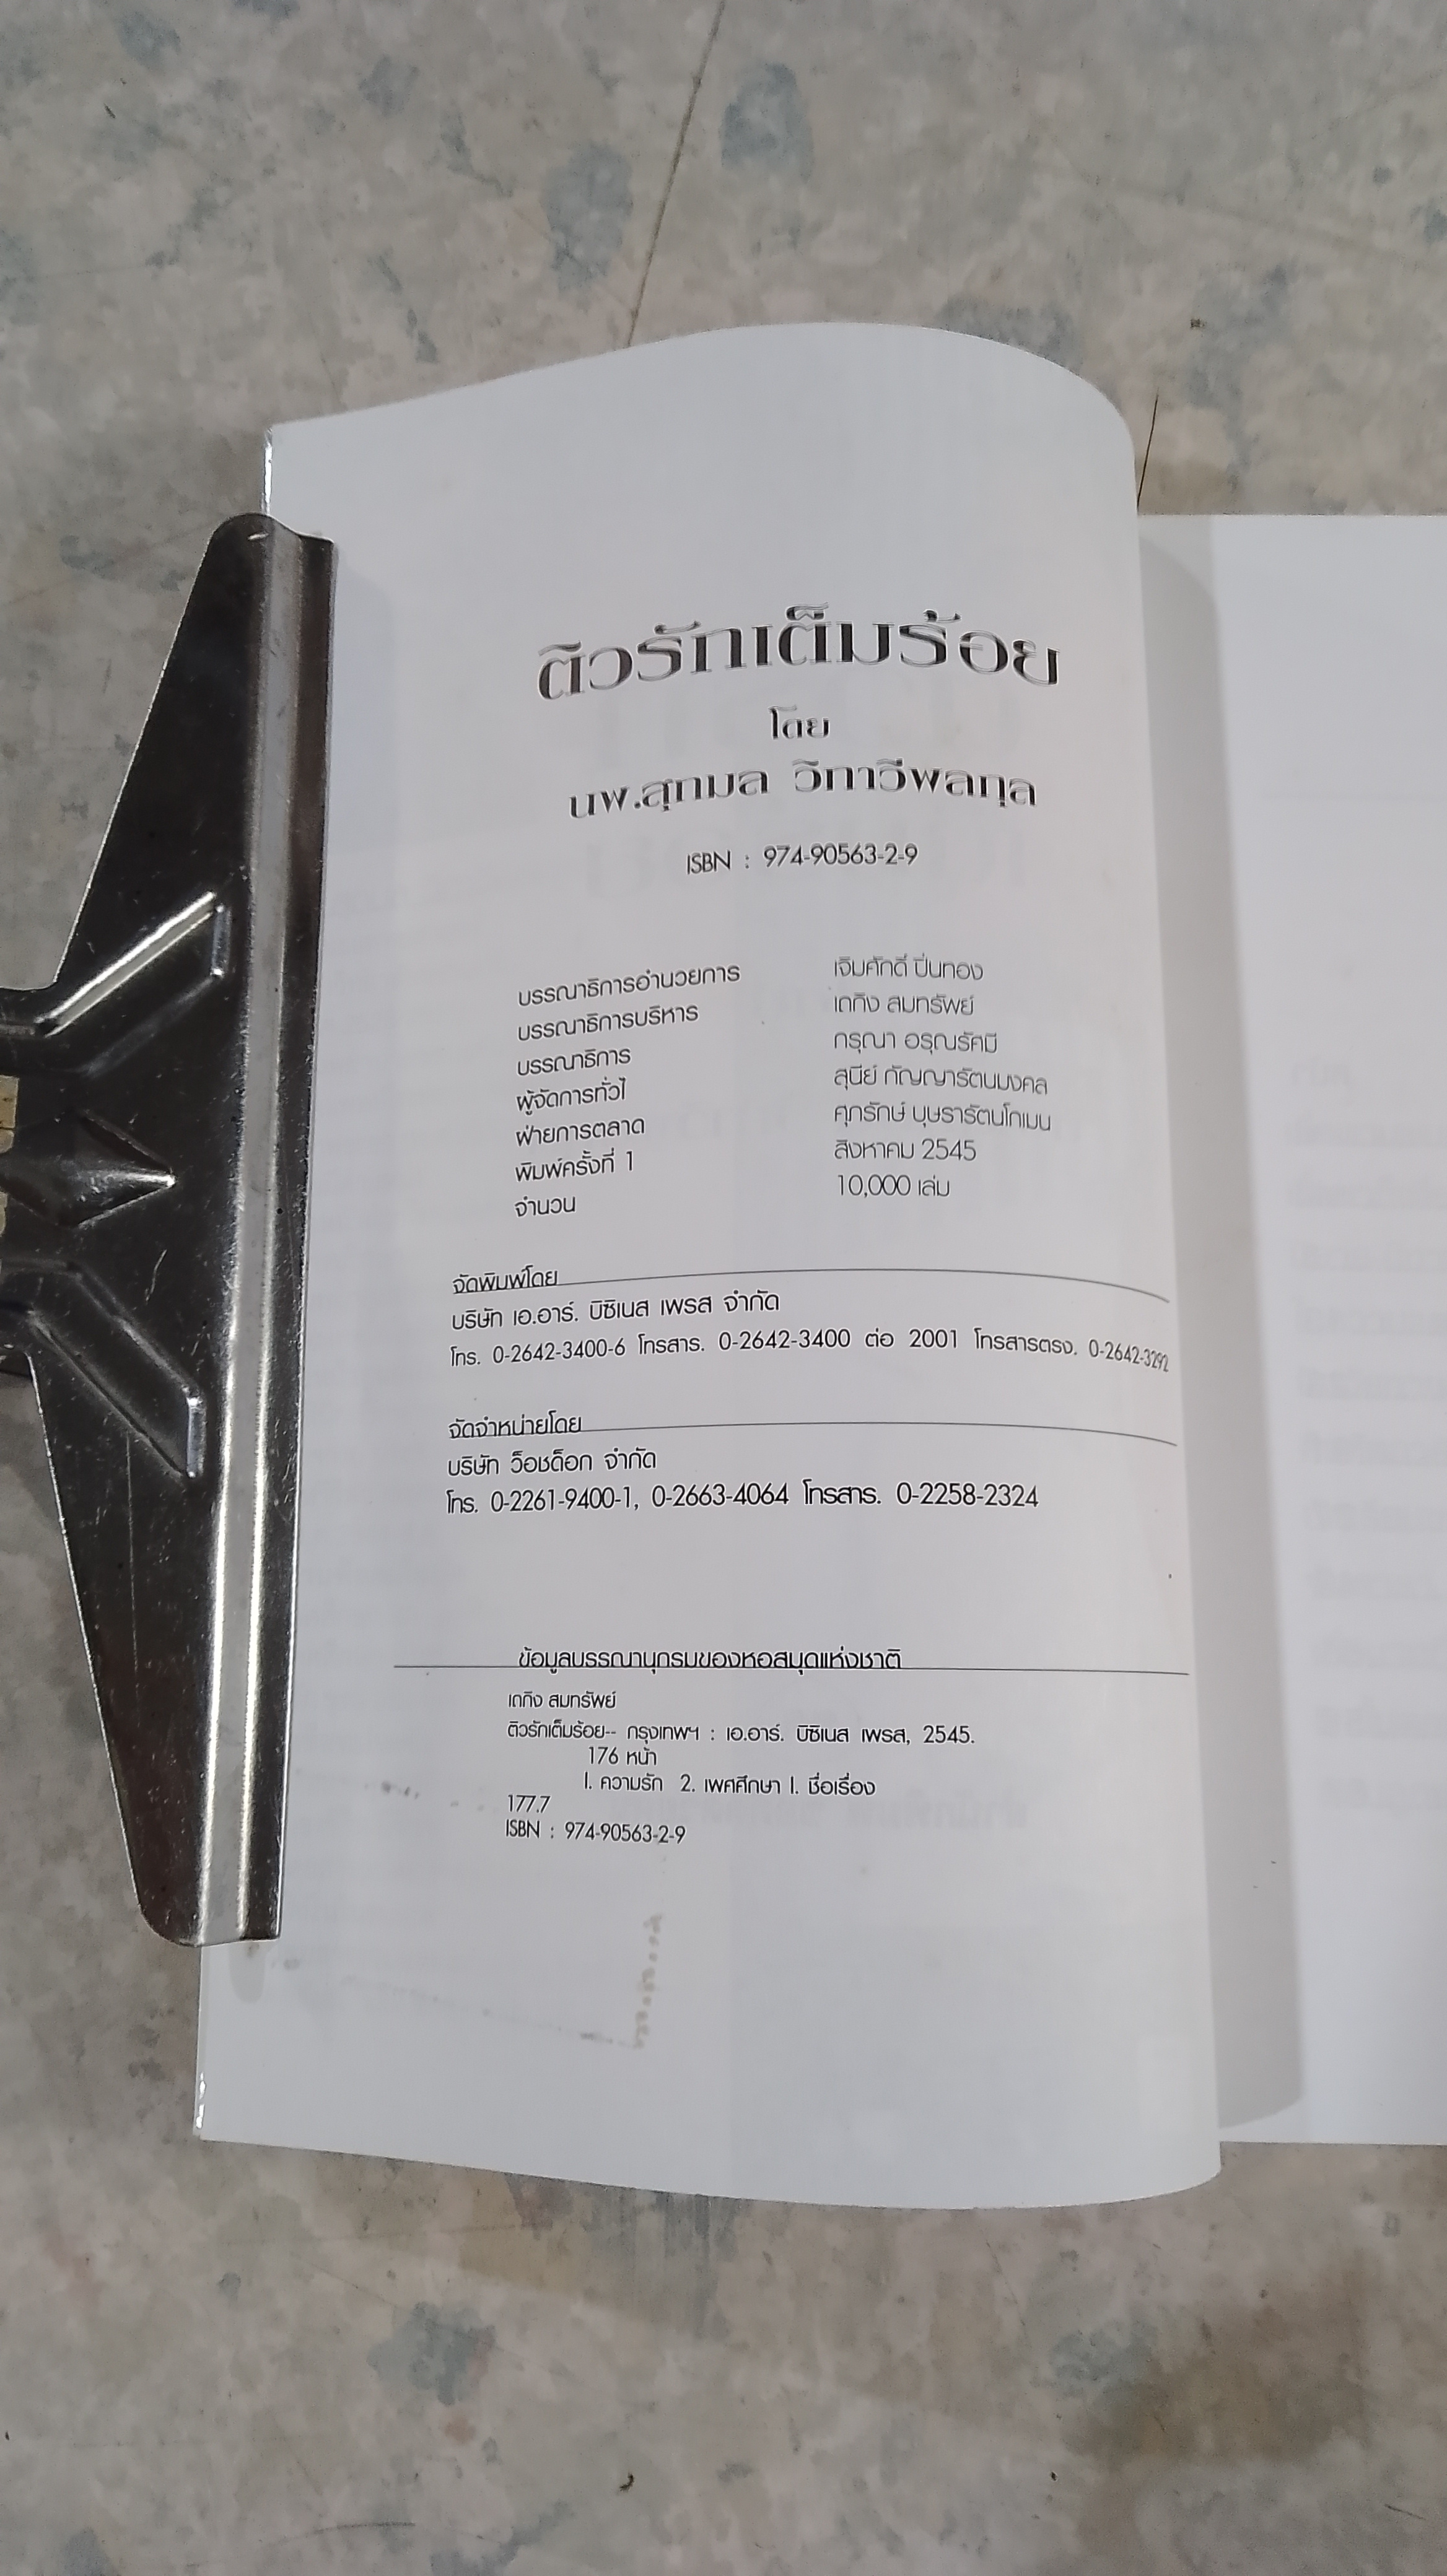 ติวรักเต็มร้อย
โดย
นพ.สุกมล วิภาวีพลกุล
ISBN : 974-90563-2-9
บรรณาธิการอำนวยการ เจิมศักดิ์ ปิ่นทอง
บรรณาธิการบริหาร เถกิง สมทรัพย์
บรรณาธิการ กรุณา อรุณรัศมี
ผู้จัดการทั่วไ สุนีย์ กัญญารัตนมงคล
ฝ่ายการตลาด ศุภรักษ์ บุษรารัตนโกเมน
พิมพ์ครั้งที่ 1 สิงหาคม 2545
จำนวน 10,000 เล่ม
จัดพิมพ์โดย
บริษัท เอ.อาร์. บิซิเนส เพรส จำกัด
โทร. 0-2642-3400-6 โทรสาร. 0-2642-3400 ต่อ 2001 โทรสารตรง. 0-2642-3292
จัดจำหน่ายโดย
บริษัท ว็อชด็อก จำกัด
โทร. 0-2261-9400-1, 0-2663-4064 โทรสาร. 0-2258-2324
ข้อมูลบรรณานุกรมของหอสมุดแห่งชาติ
เถกิง สมทรัพย์
ติวรักเต็มร้อย-- กรุงเทพฯ : เอ.อาร์. บิซิเนส เพรส, 2545.
176 หน้า
I. ความรัก 2. เพศศึกษา I. ชื่อเรื่อง
177.7
ISBN : 974-90563-2-9